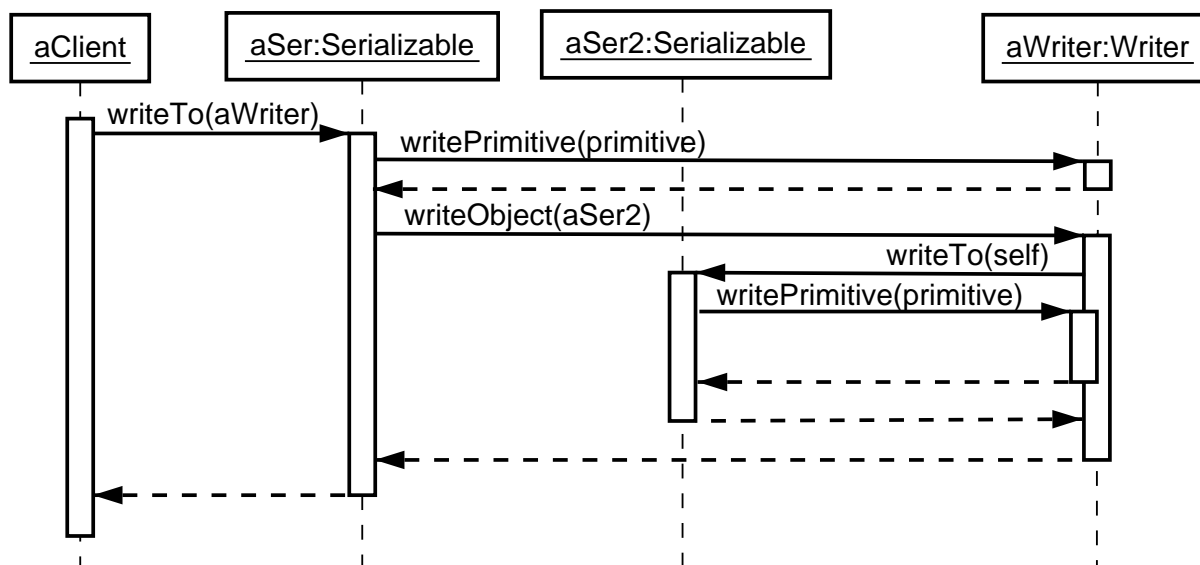 aClient
aSer:Serializable
aSer2:Serializable
aWriter:Writer
writeTo(aWriter)
writePrimitive(primitive)
writeObject(aSer2)
writeTo(self)
writePrimitive(primitive)